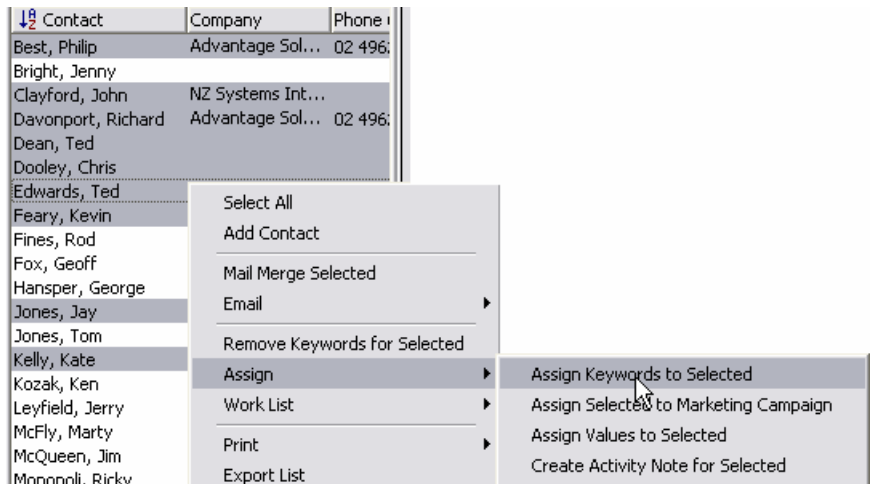 Contact Company Phone
Best, Philip Advantage Sol... 02 496
Bright, Jenny
Clayford, John NZ Systems Int...
Davonport, Richard Advantage Sol... 02 496
Dean, Ted
Dooley, Chris
Edwards, Ted
Feary, Kevin
Fines, Rod
Fox, Geoff
Hansper, George
Jones, Jay
Jones, Tom
Kelly, Kate
Kozak, Ken
Leyfield, Jerry
McFly, Marty
McQueen, Jim
Monopoli, Ricky
Select All
Add Contact
Mail Merge Selected
Email
Remove Keywords for Selected
Assign
Work List
Print
Export List
Assign Keywords to Selected
Assign Selected to Marketing Campaign
Assign Values to Selected
Create Activity Note for Selected